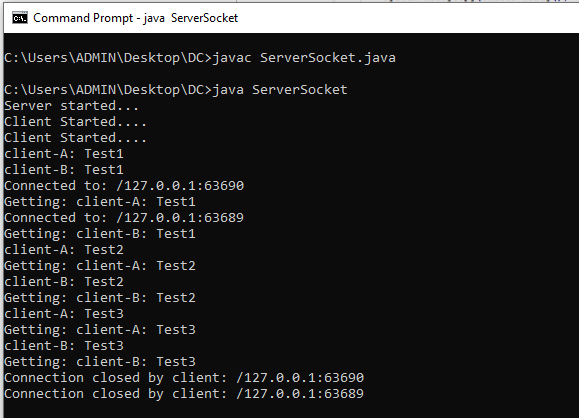 Command Prompt - java  ServerSocket
C:\Users\ADMIN\Desktop\DC>javac ServerSocket.java
C:\Users\ADMIN\Desktop\DC>java ServerSocket
Server started...
Client Started....
Client Started....
client-A: Test1
client-B: Test1
Connected to: /127.0.0.1:63690
Getting: client-A: Test1
Connected to: /127.0.0.1:63689
Getting: client-B: Test1
client-A: Test2
Getting: client-A: Test2
client-B: Test2
Getting: client-B: Test2
client-A: Test3
Getting: client-A: Test3
client-B: Test3
Getting: client-B: Test3
Connection closed by client: /127.0.0.1:63690
Connection closed by client: /127.0.0.1:63689